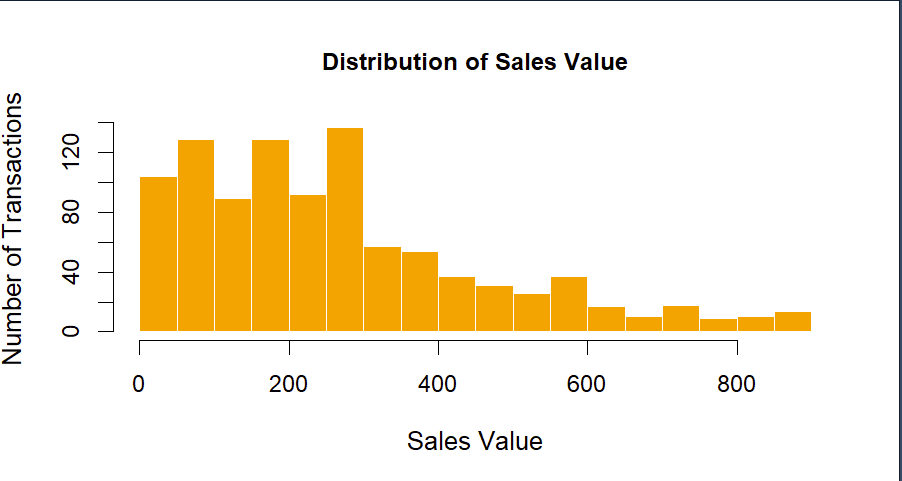 Distribution of Sales Value
Number of Transactions
120
80
40
0
0 200 400 600 800
Sales Value